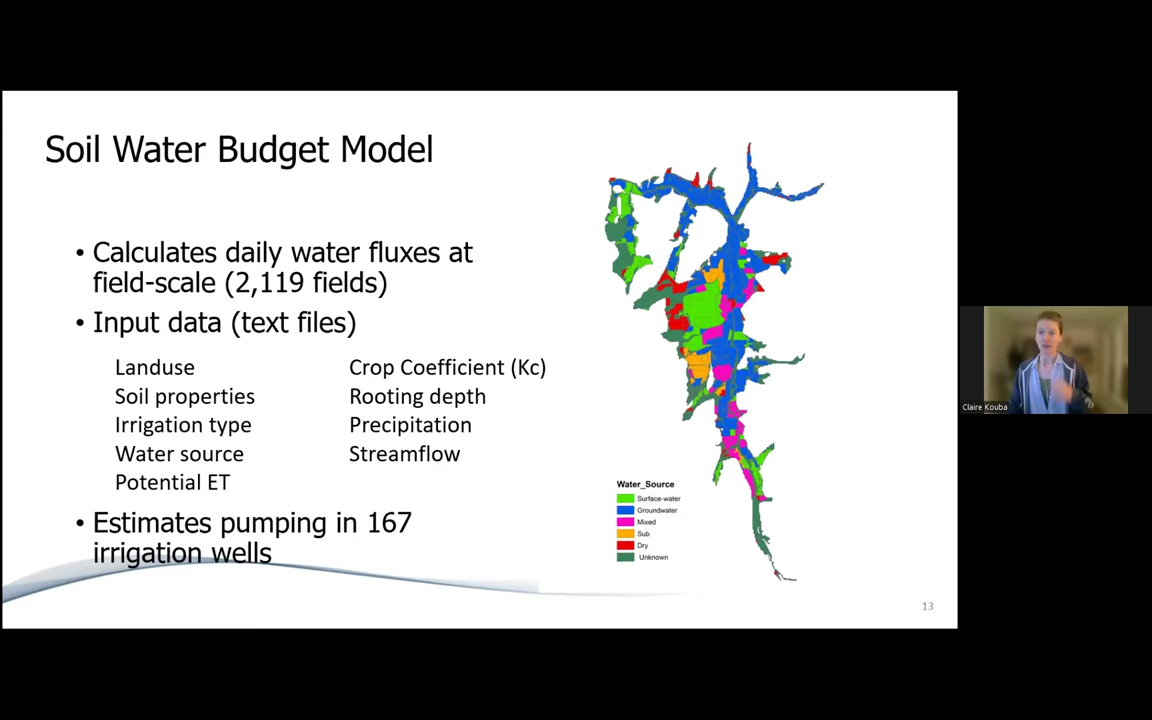 Soil Water Budget Model
• Calculates daily water fluxes at
field-scale (2,119 fields)
• Input data (text files)
Landuse
Soil properties
Irrigation type
Water source
Potential ET
Crop Coefficient (Kc)
Rooting depth
Precipitation
Streamflow
• Estimates pumping in 167
irrigation wells
Water_Source
Surface-water
Groundwater
Mixed
Sub
Dry
Unknown
13
Claire Kouba